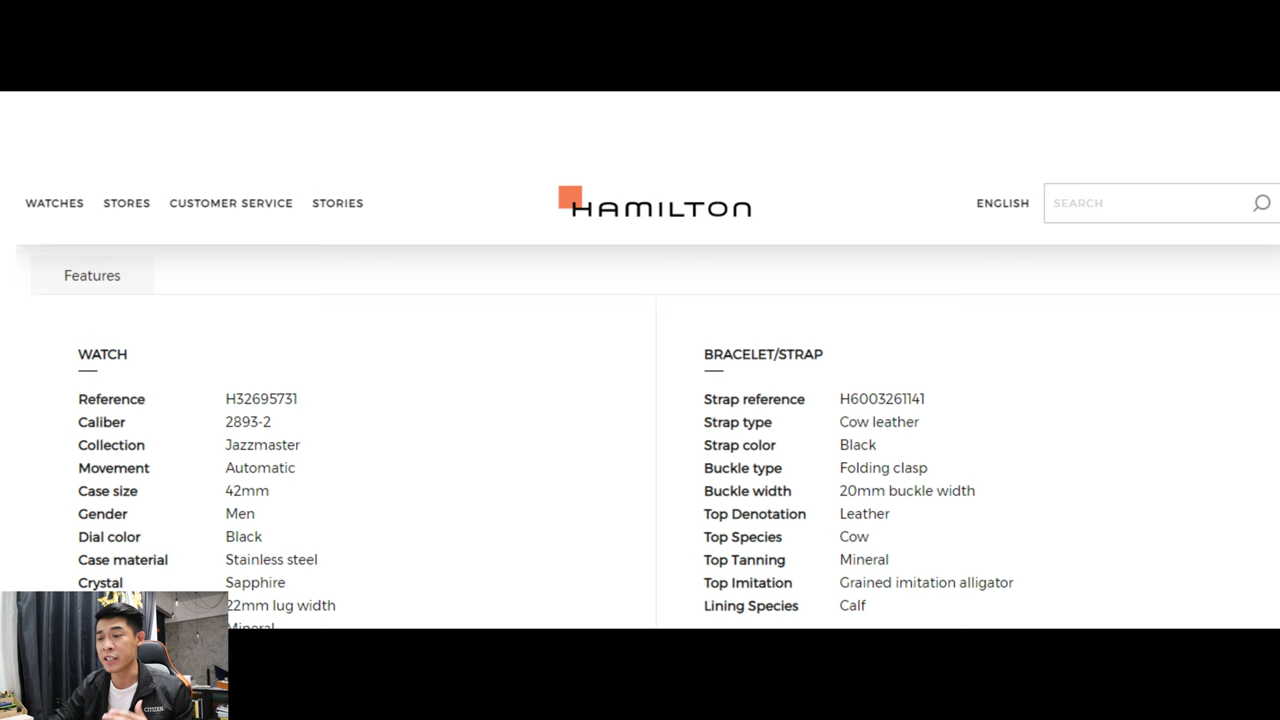 WATCHES STORES CUSTOMER SERVICE STORIES
HAMILTON
ENGLISH
SEARCH
Features
WATCH
Reference H32695731
Caliber 2893-2
Collection Jazzmaster
Movement Automatic
Case size 42mm
Gender Men
Dial color Black
Case material Stainless steel
Crystal Sapphire
22mm lug width
Mineral
BRACELET/STRAP
Strap reference H6003261141
Strap type Cow leather
Strap color Black
Buckle type Folding clasp
Buckle width 20mm buckle width
Top Denotation Leather
Top Species Cow
Top Tanning Mineral
Top Imitation Grained imitation alligator
Lining Species Calf
CITIZEN